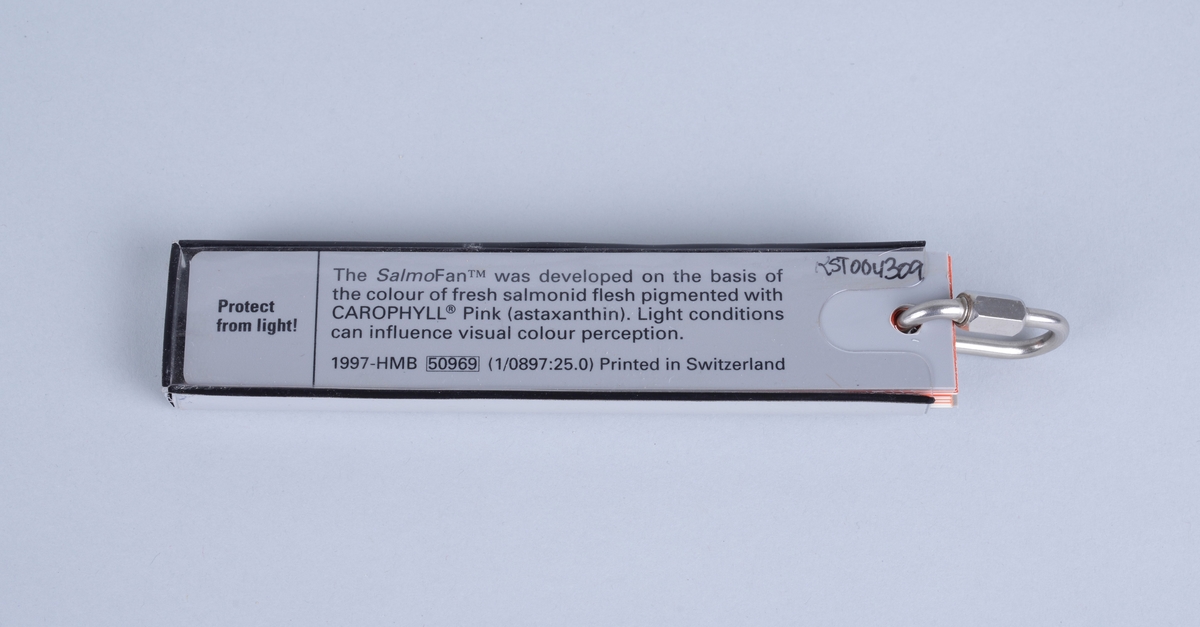 Protect
from light!
The SalmoFan™ was developed on the basis of
the colour of fresh salmonid flesh pigmented with
CAROPHYLL® Pink (astaxanthin). Light conditions
can influence visual colour perception.
1997-HMB 50969 (1/0897:25.0) Printed in Switzerland
RST004309